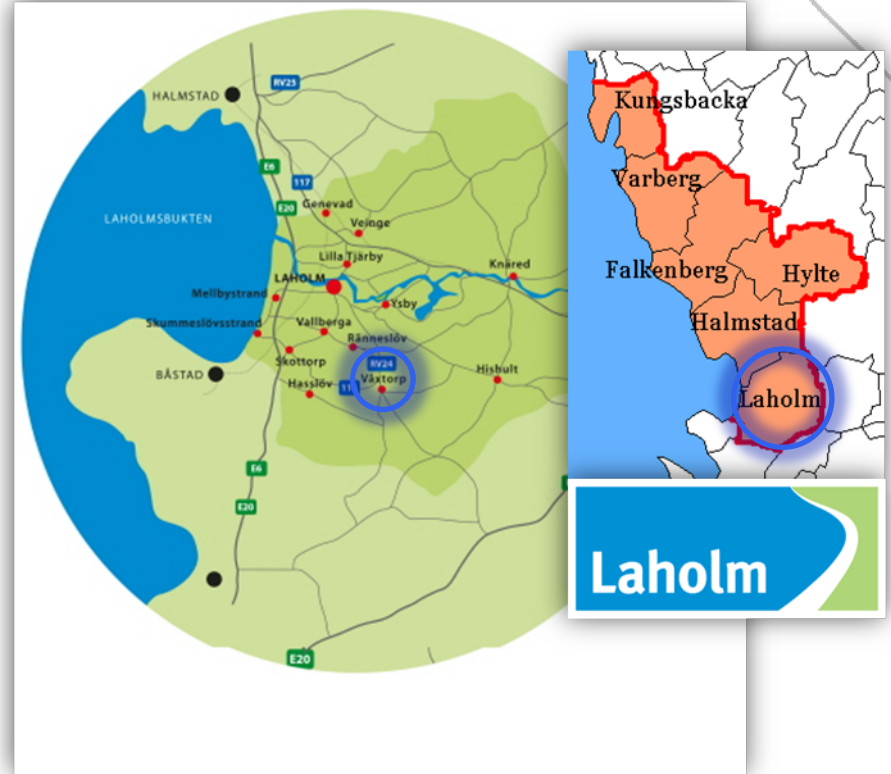 RV25
HALMSTAD
E6
117
E20
Genevad
LAHOLMSBUKTEN
Veinge
Lilla Tjärby
LAHOLM
Knäred
Mellbystrand
Ysby
Skummeslövsstrand
Vallberga
Ränneslöv
Skottorp
RV24
BÅSTAD
Hasslöv
Våxtorp
Hishult
E6
E20
E20
Kungsbacka
Varberg
Falkenberg
Hylte
Halmstad
Laholm
Laholm